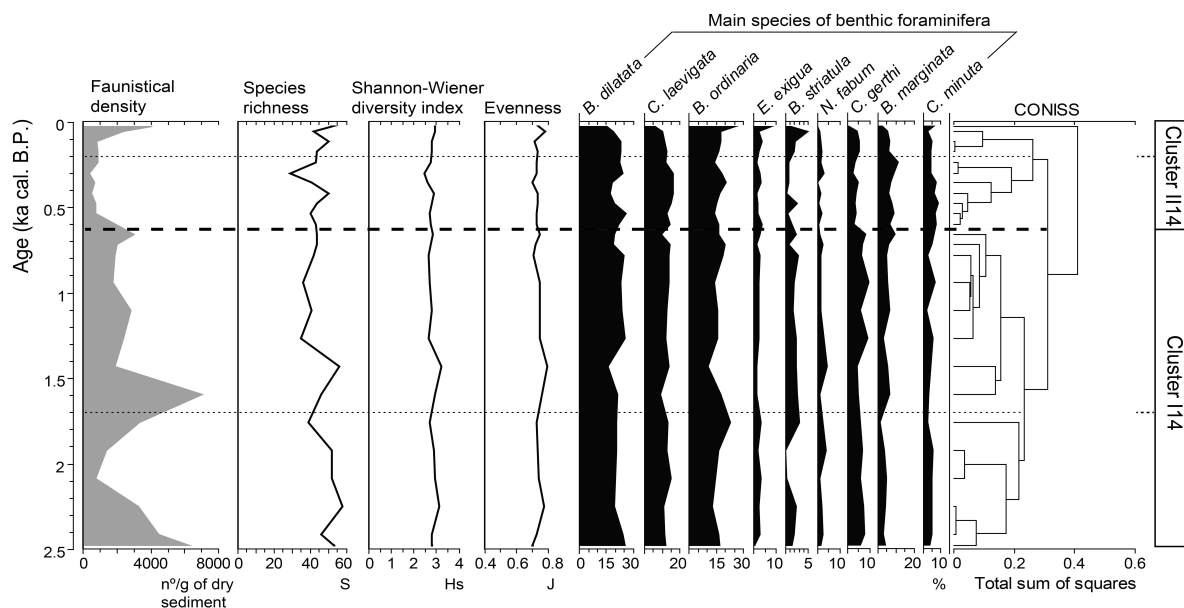 Main species of benthic foraminifera
Faunistical
density
Species
richness
Shannon-Wiener
diversity index
Evenness
B. dilatata
C. laevigata
B. ordinaria
E. exigua
B. striatula
N. fabum
C. gerthi
B. marginata
C. minuta
CONISS
Age (ka cal. B.P.)
0
0.5
1
1.5
2
2.5
Cluster II14
Cluster I14
0 4000 8000
0 20 40 60
0 1 2 3 4
0.4 0.6 0.8
0 15 30
20
15 30
0 10
5
10
0 10
0 20
10
0 0.2 0.4 0.6
nº/g of dry
sediment
S
Hs
J
%
Total sum of squares